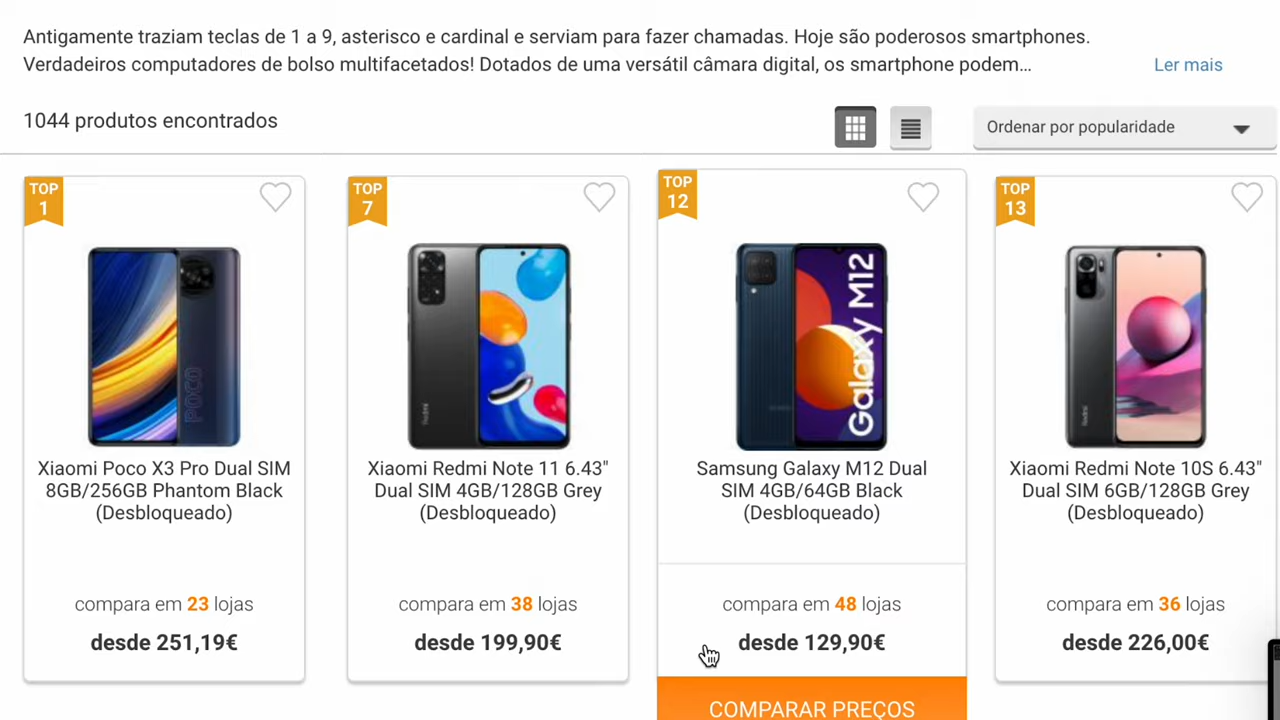 Antigamente traziam teclas de 1 a 9, asterisco e cardinal e serviam para fazer chamadas. Hoje são poderosos smartphones.
Verdadeiros computadores de bolso multifacetados! Dotados de uma versátil câmara digital, os smartphone podem…
Ler mais
1044 produtos encontrados
Ordenar por popularidade
TOP
1
POCO
Xiaomi Poco X3 Pro Dual SIM
8GB/256GB Phantom Black
(Desbloqueado)
compara em 23 lojas
desde 251,19€
TOP
7
Redmi
Xiaomi Redmi Note 11 6.43"
Dual SIM 4GB/128GB Grey
(Desbloqueado)
compara em 38 lojas
desde 199,90€
TOP
12
Galaxy M12
Samsung Galaxy M12 Dual
SIM 4GB/64GB Black
(Desbloqueado)
compara em 48 lojas
desde 129,90€
COMPARAR PREÇOS
TOP
13
Redmi
Xiaomi Redmi Note 10S 6.43"
Dual SIM 6GB/128GB Grey
(Desbloqueado)
compara em 36 lojas
desde 226,00€